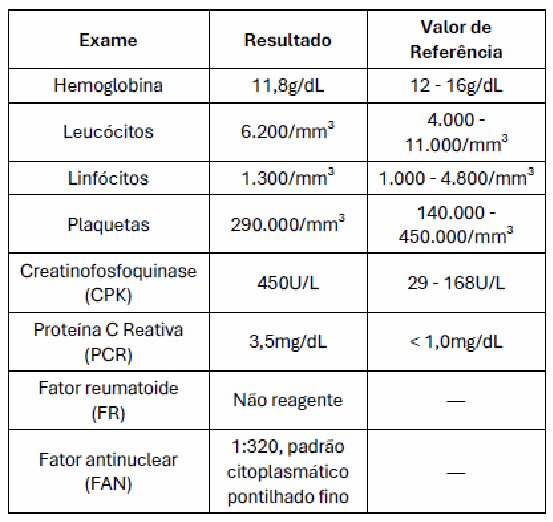 Exame Resultado Valor de
Referência
Hemoglobina 11,8g/dL 12 - 16g/dL
Leucócitos 6.200/mm³ 4.000 -
11.000/mm³
Linfócitos 1.300/mm³ 1.000 - 4.800/mm³
Plaquetas 290.000/mm³ 140.000 -
450.000/mm³
Creatinofosfoquinase
(CPK) 450U/L 29 - 168U/L
Proteína C Reativa
(PCR) 3,5mg/dL < 1,0mg/dL
Fator reumatoide
(FR) Não reagente —
Fator antinuclear
(FAN) 1:320, padrão
citoplasmático
pontilhado fino —